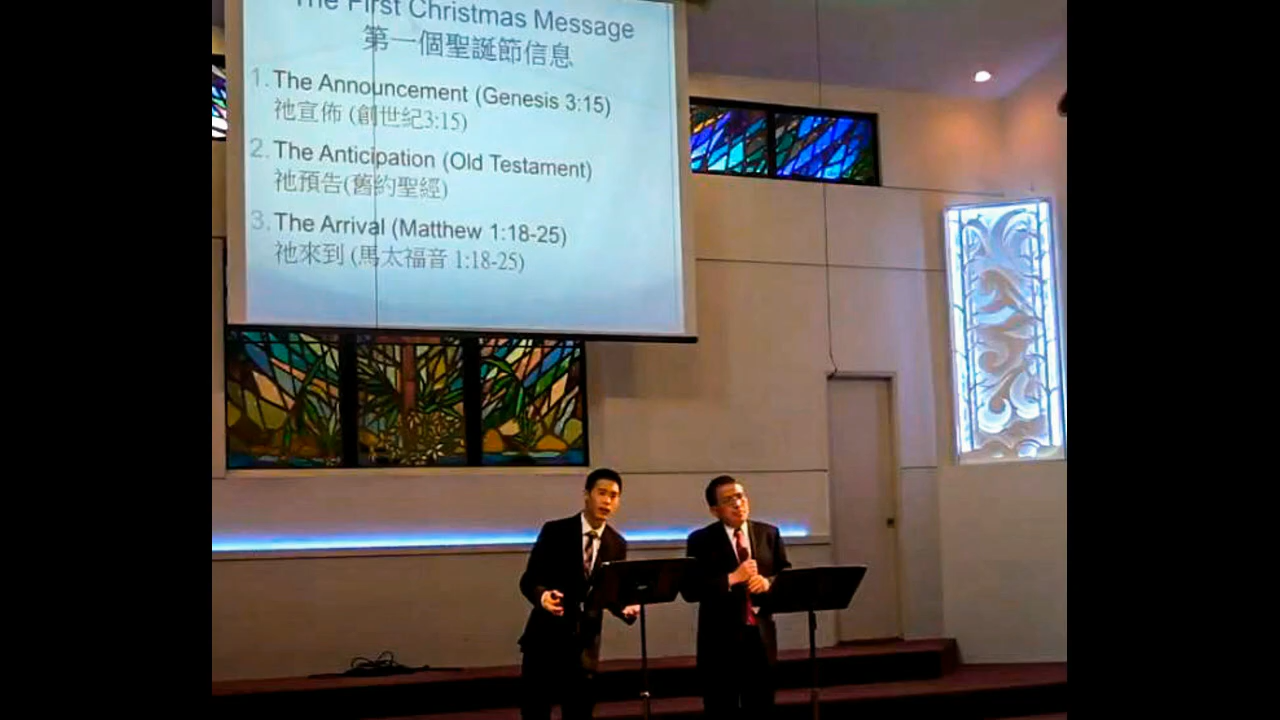 The First Christmas Message
第一個聖誕節信息
1. The Announcement (Genesis 3:15)
祂宣佈 (創世纪3:15)
2. The Anticipation (Old Testament)
祂預告(舊約聖經)
3. The Arrival (Matthew 1:18-25)
祂來到 (馬太福音 1:18-25)